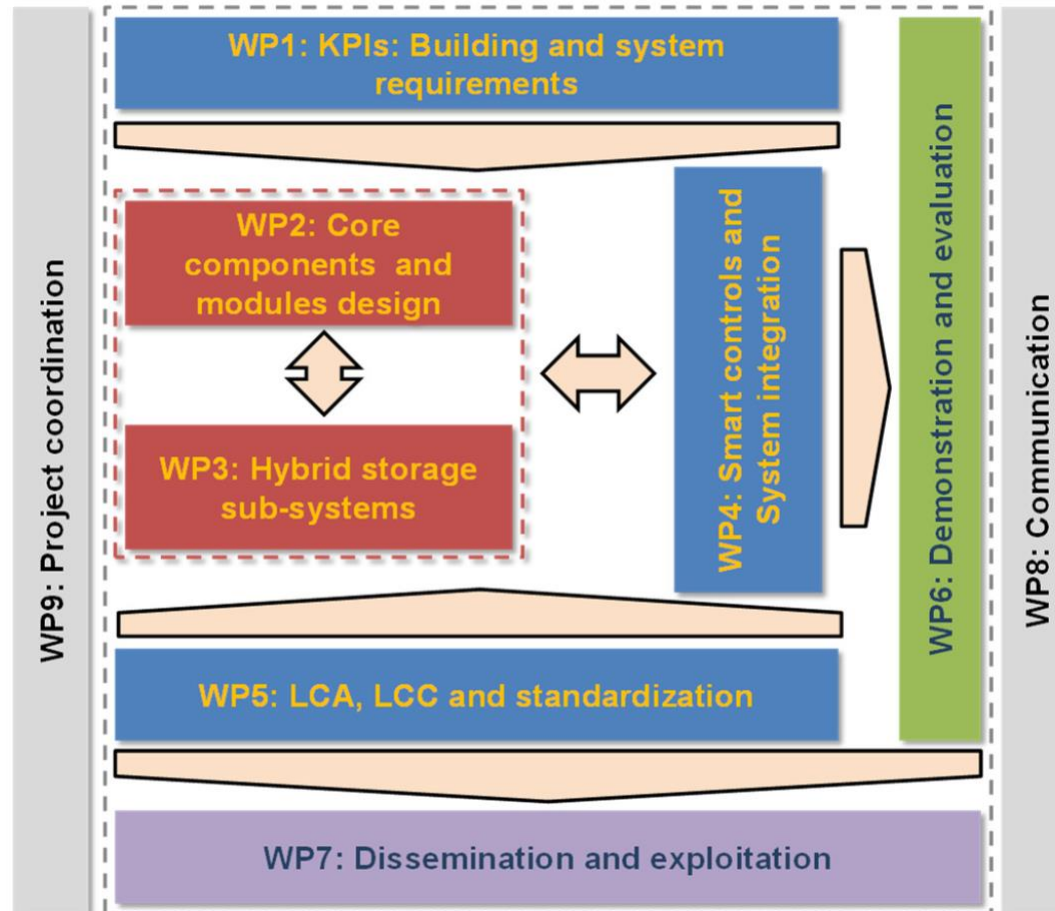 WP9: Project coordination
WP1: KPIs: Building and system
requirements
WP2: Core
components and
modules design
WP3: Hybrid storage
sub-systems
WP4: Smart controls and
System integration
WP5: LCA, LCC and standardization
WP6: Demonstration and evaluation
WP7: Dissemination and exploitation
WP8: Communication